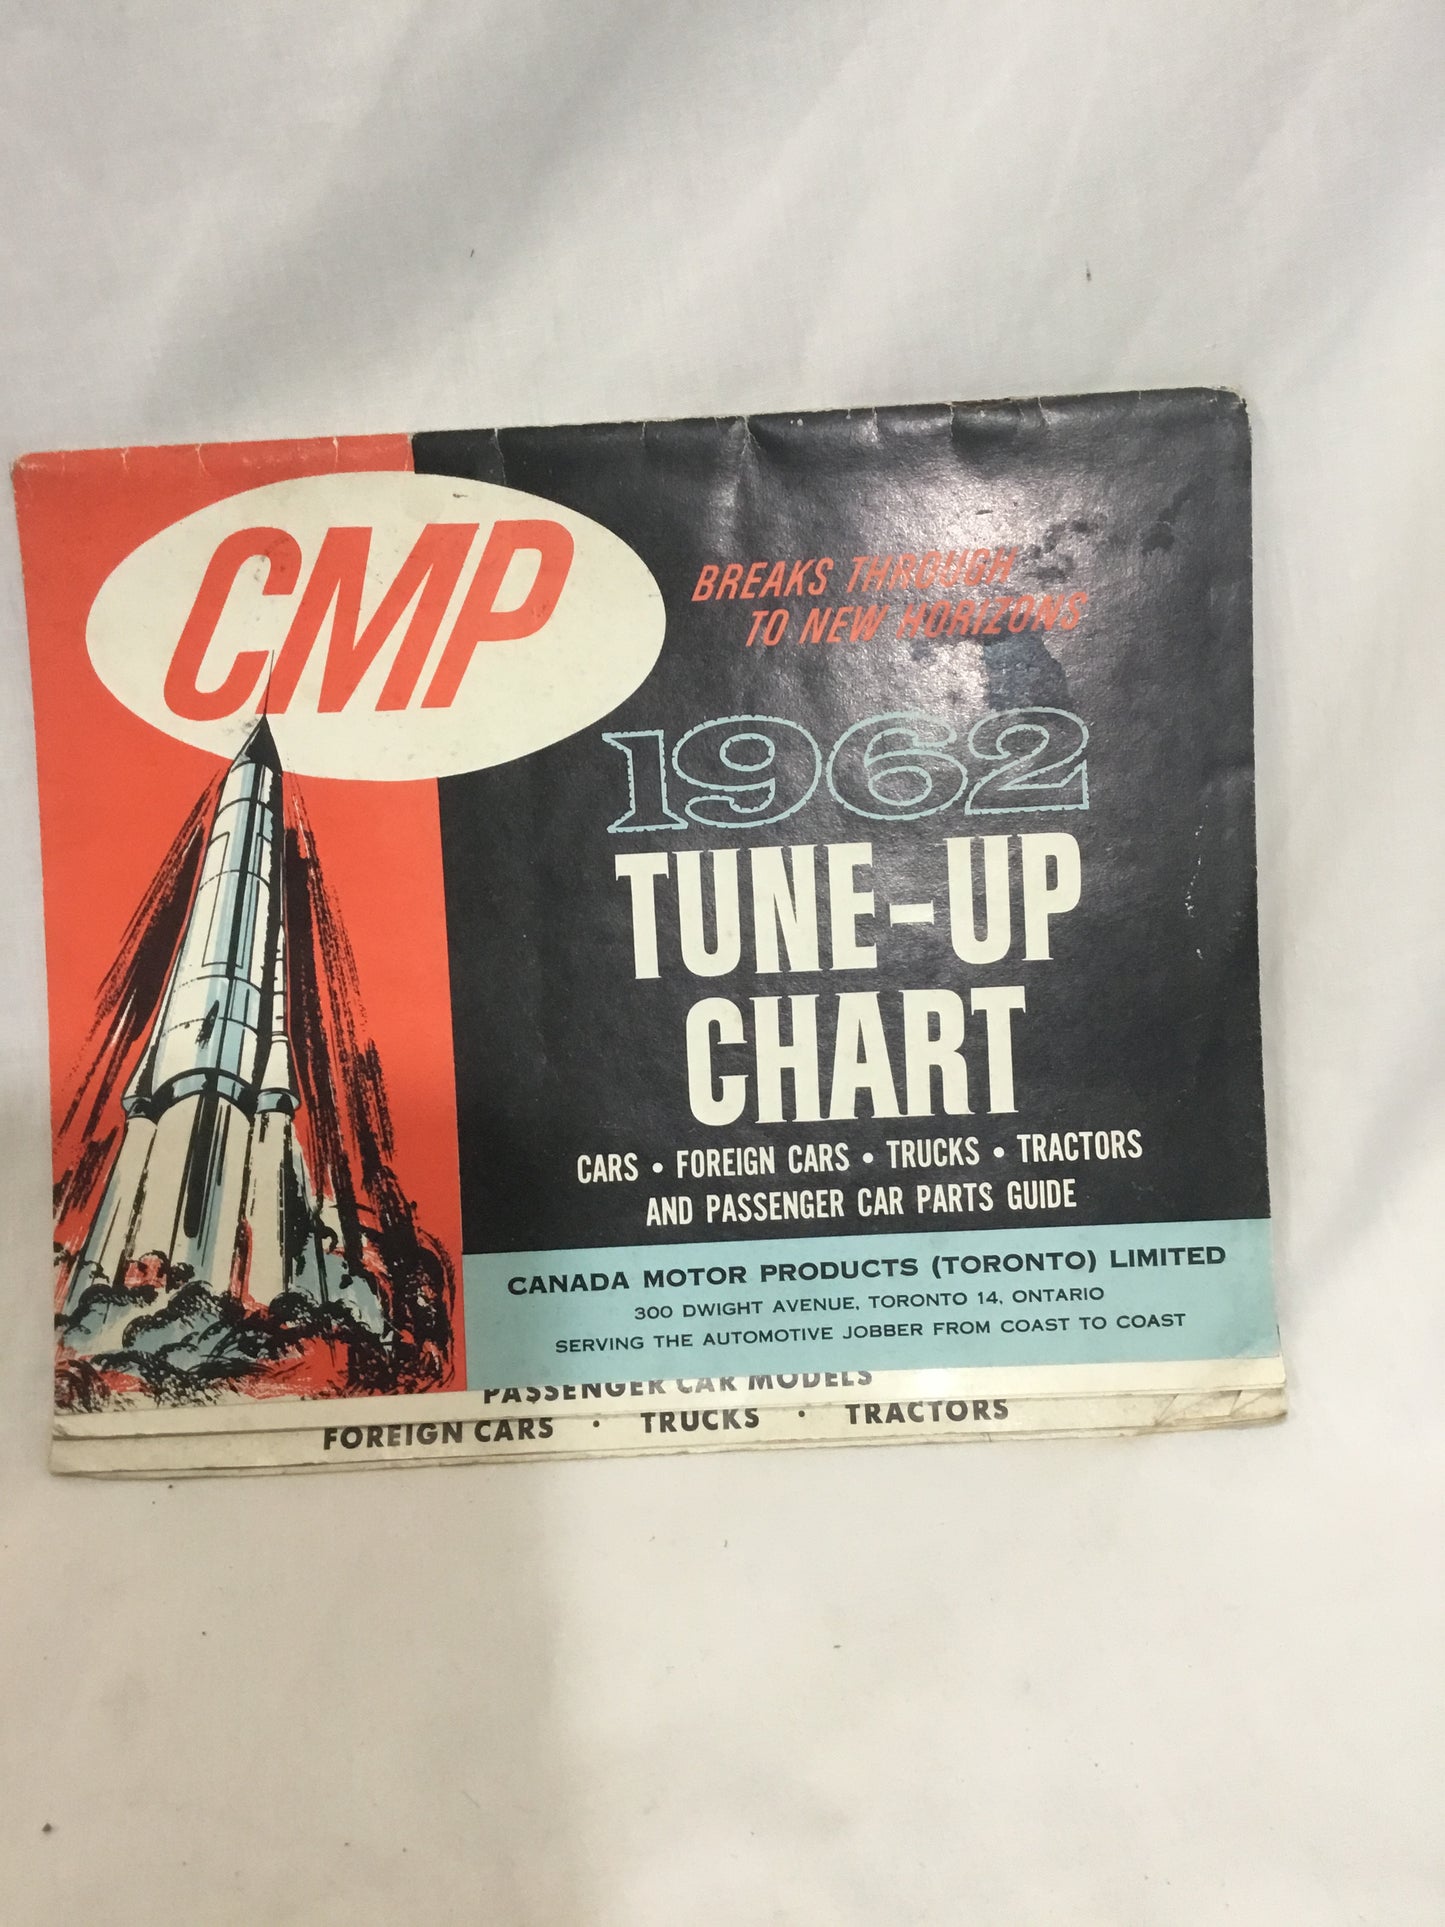 CMP
BREAKS THROUGH
TO NEW HORIZONS
1962
TUNE-UP
CHART
CARS • FOREIGN CARS • TRUCKS • TRACTORS
AND PASSENGER CAR PARTS GUIDE
CANADA MOTOR PRODUCTS (TORONTO) LIMITED
300 DWIGHT AVENUE, TORONTO 14, ONTARIO
SERVING THE AUTOMOTIVE JOBBER FROM COAST TO COAST
PASSENGER CAR MODELS
FOREIGN CARS • TRUCKS • TRACTORS